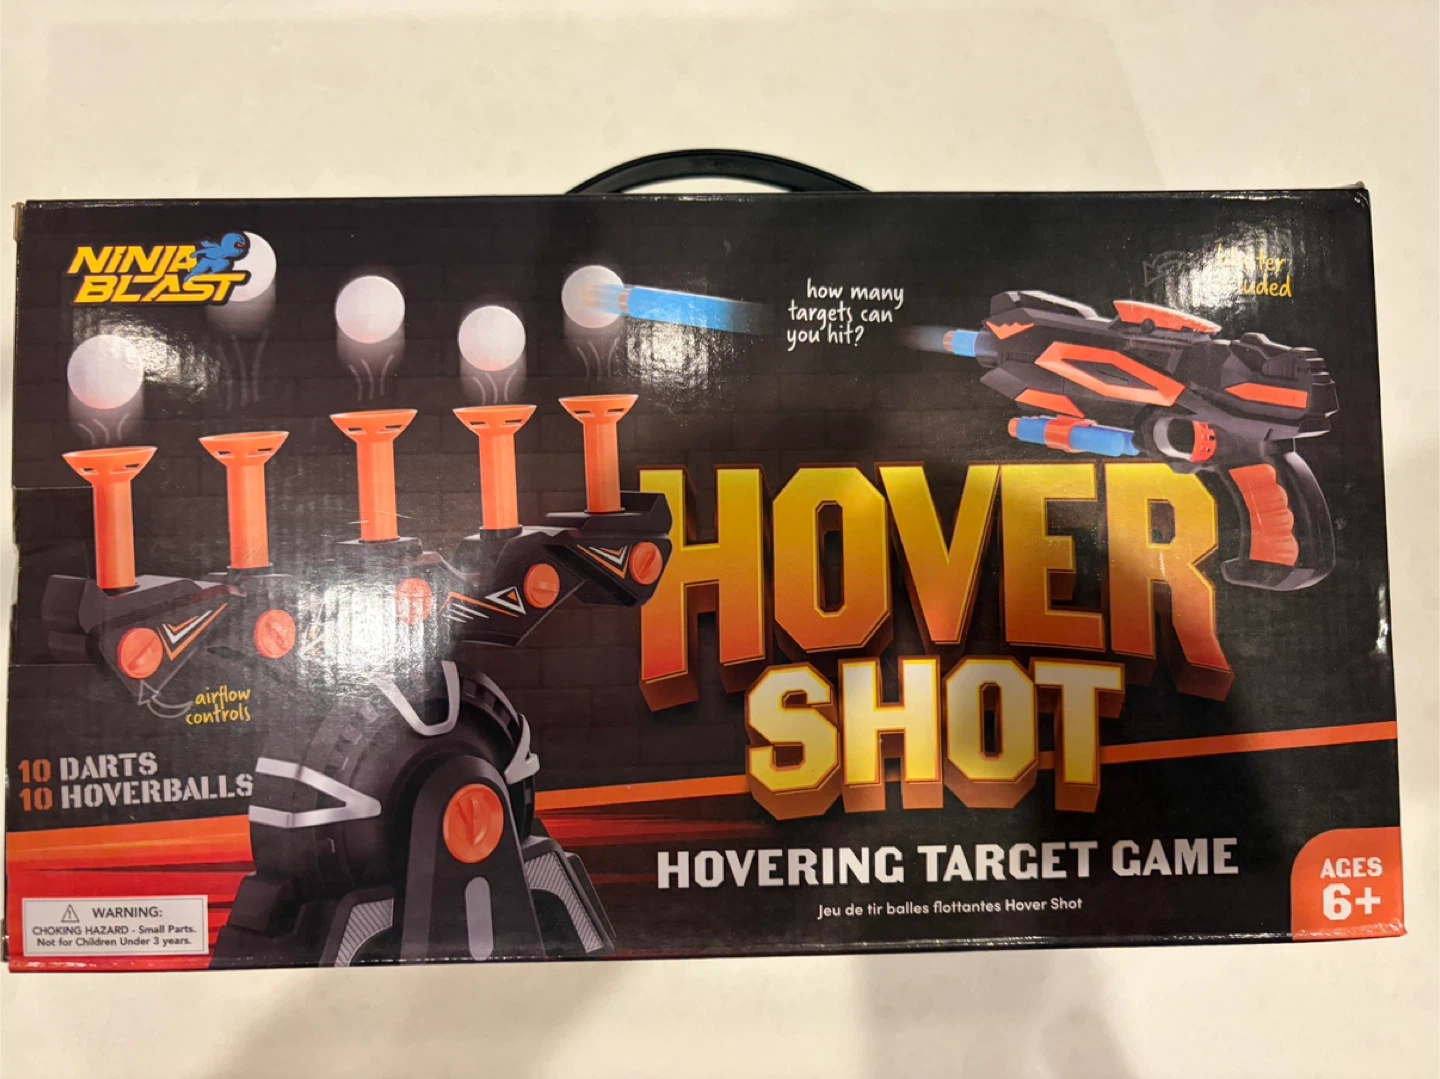 NINJA
BLAST
how many
targets can
you hit?
HOVER
SHOT
airflow
controls
10 DARTS
10 HOVERBALLS
HOVERING TARGET GAME
Jeu de tir balles flottantes Hover Shot
WARNING:
CHOKING HAZARD - Small Parts.
Not for Children Under 3 years.
AGES
6+